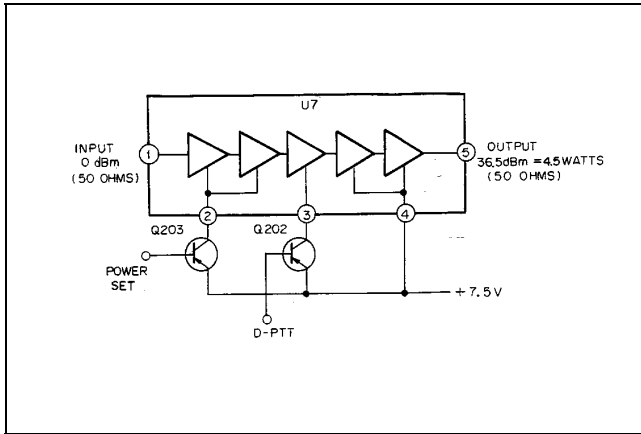 U7
INPUT
0 dBm
(50 OHMS)
1
5
OUTPUT
36.5dBm = 4.5WATTS
(50 OHMS)
2
3
4
Q203
Q202
POWER
SET
+7.5V
D-PTT